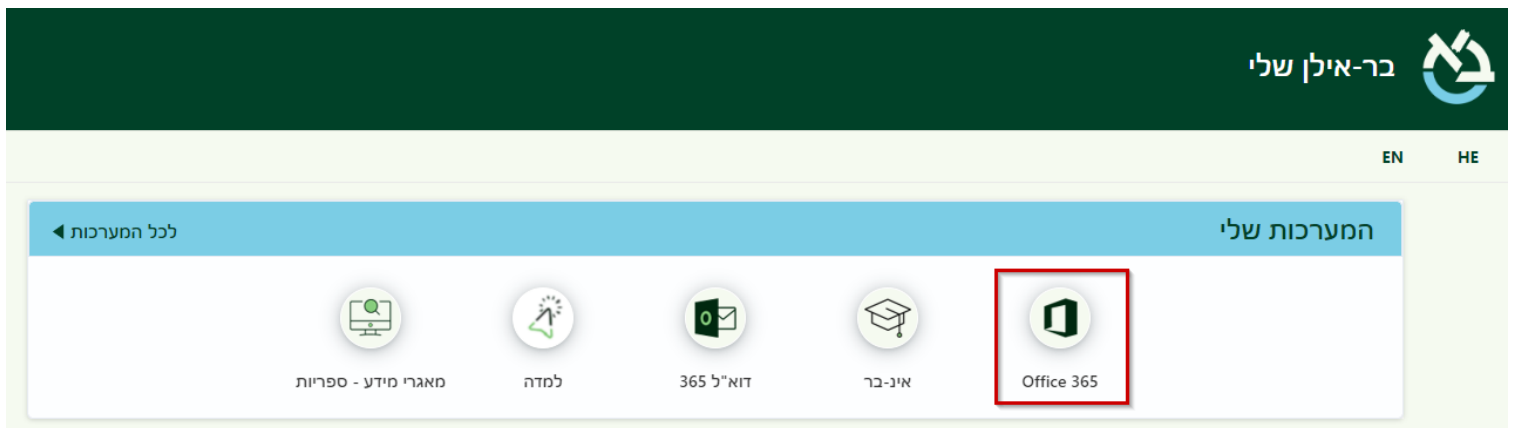 בר-אילן שלי
HE EN
המערכות שלי
לכל המערכות ◀
Office 365
אינ-בר
דוא"ל 365
למדה
מאגרי מידע - ספריות